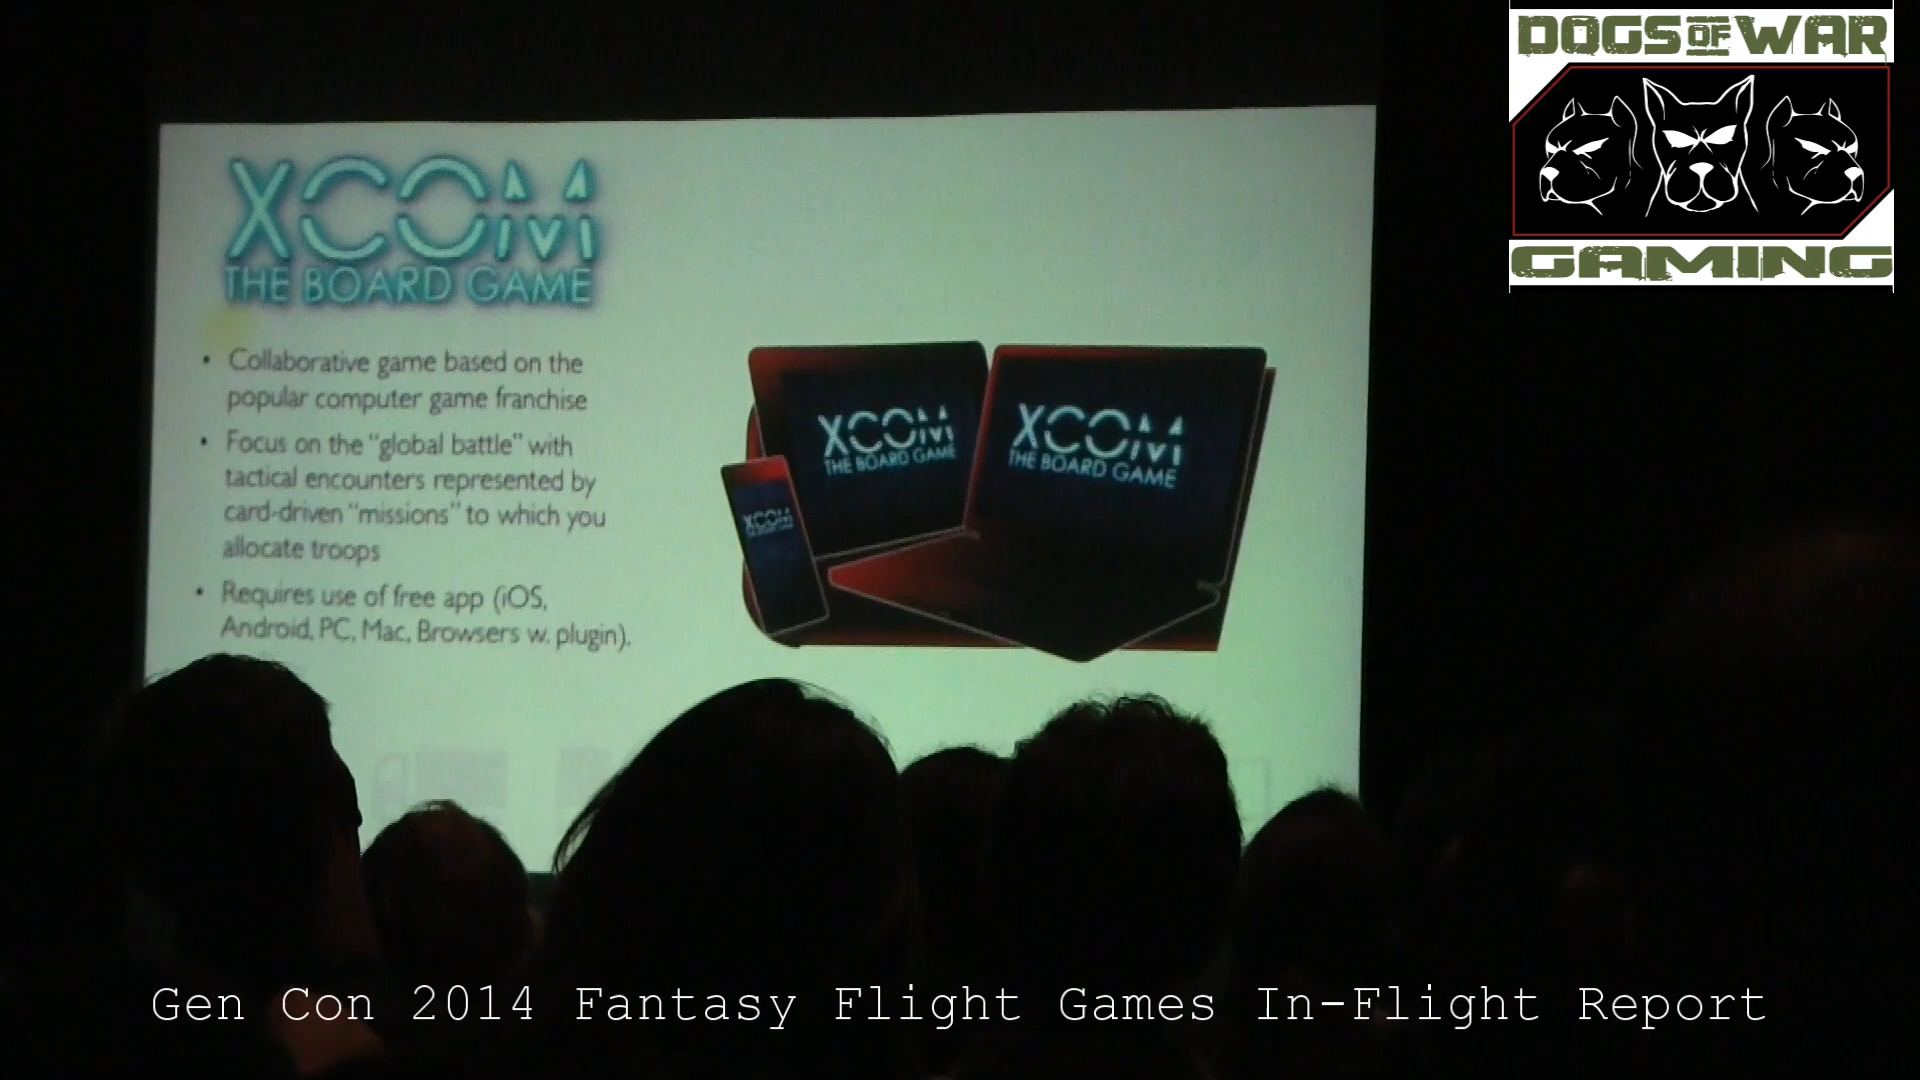 DOGS OF WAR
GAMING
XCOM
THE BOARD GAME
• Collaborative game based on the
popular computer game franchise
• Focus on the "global battle" with
tactical encounters represented by
card-driven "missions" to which you
allocate troops
• Requires use of free app (iOS,
Android, PC, Mac, Browsers w. plugin).
XCOM
THE BOARD GAME
XCOM
THE BOARD GAME
XCOM
THE BOARD GAME
Gen Con 2014 Fantasy Flight Games In-Flight Report